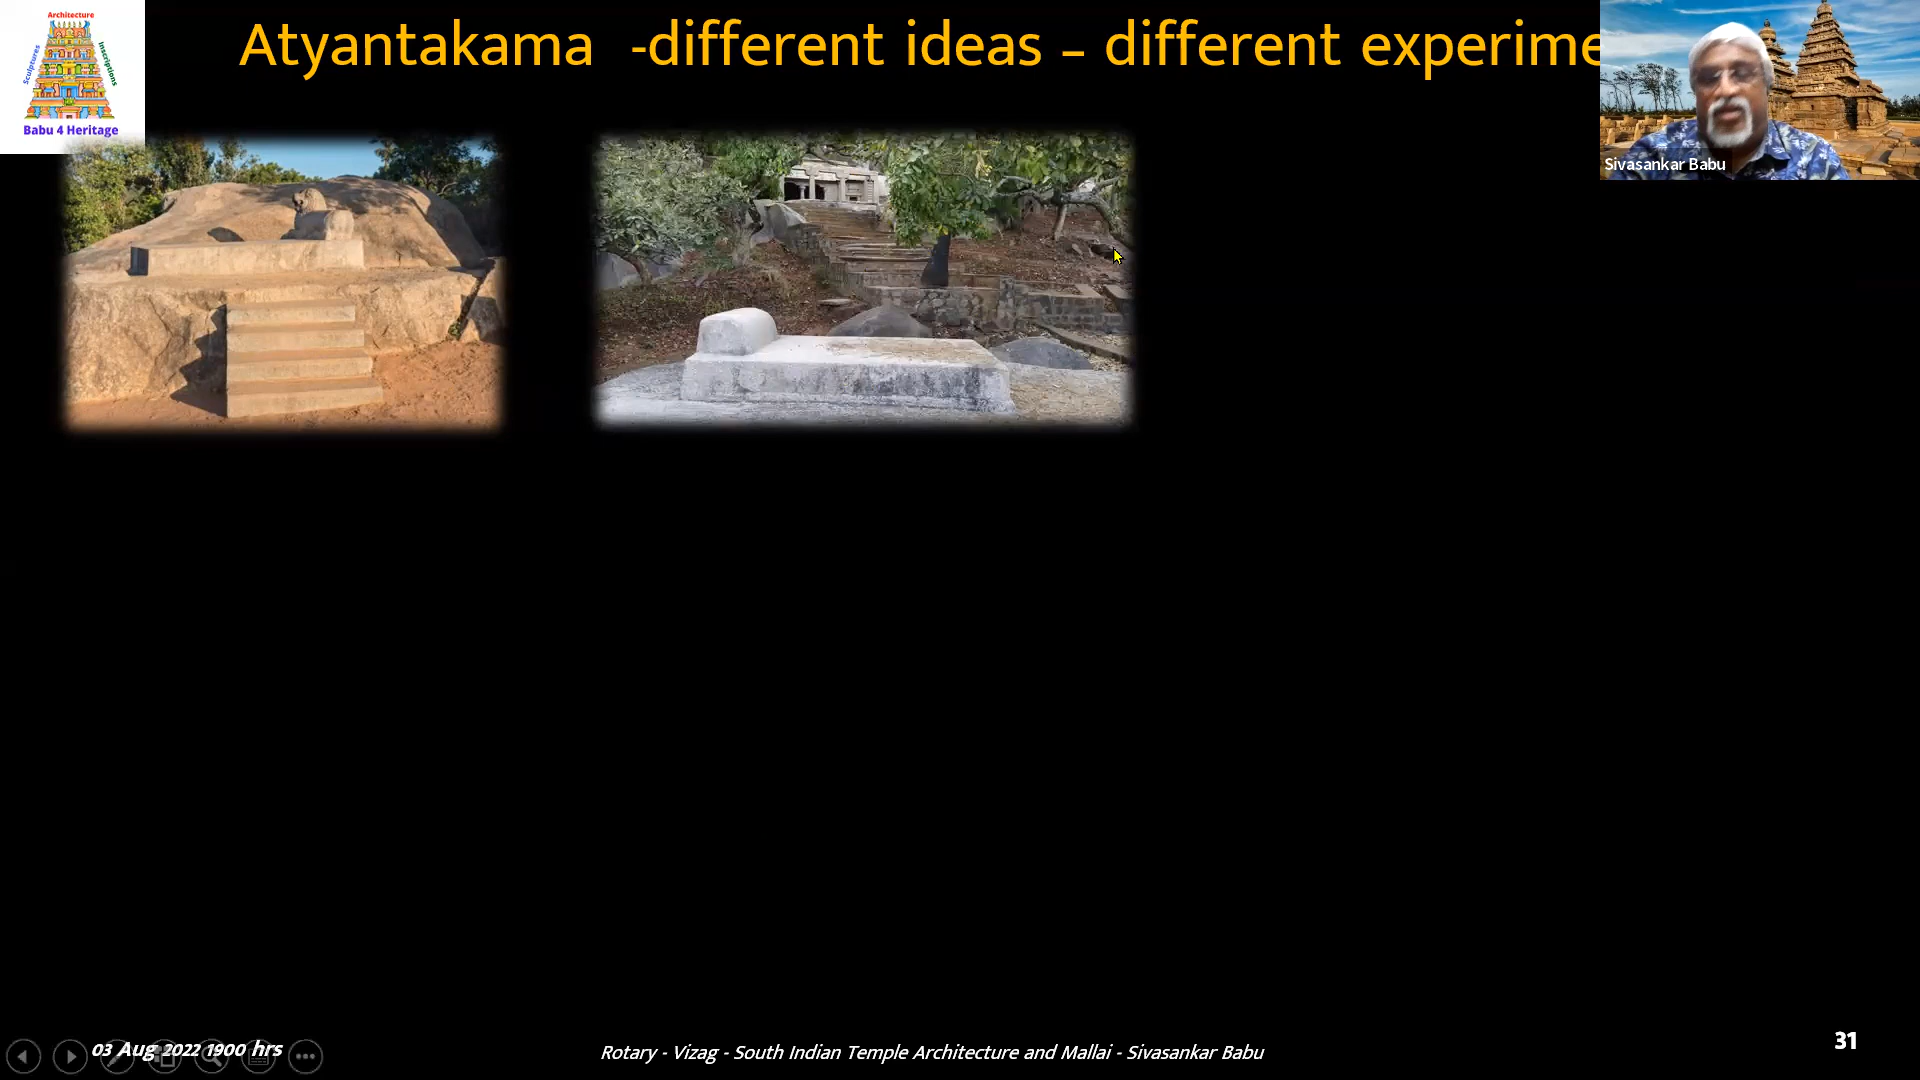 Architecture
Sculptures
Inscriptions
Babu 4 Heritage
Atyantakama -different ideas – different experime
Sivasankar Babu
03 Aug 2022 1900 hrs
Rotary - Vizag - South Indian Temple Architecture and Mallai - Sivasankar Babu
31